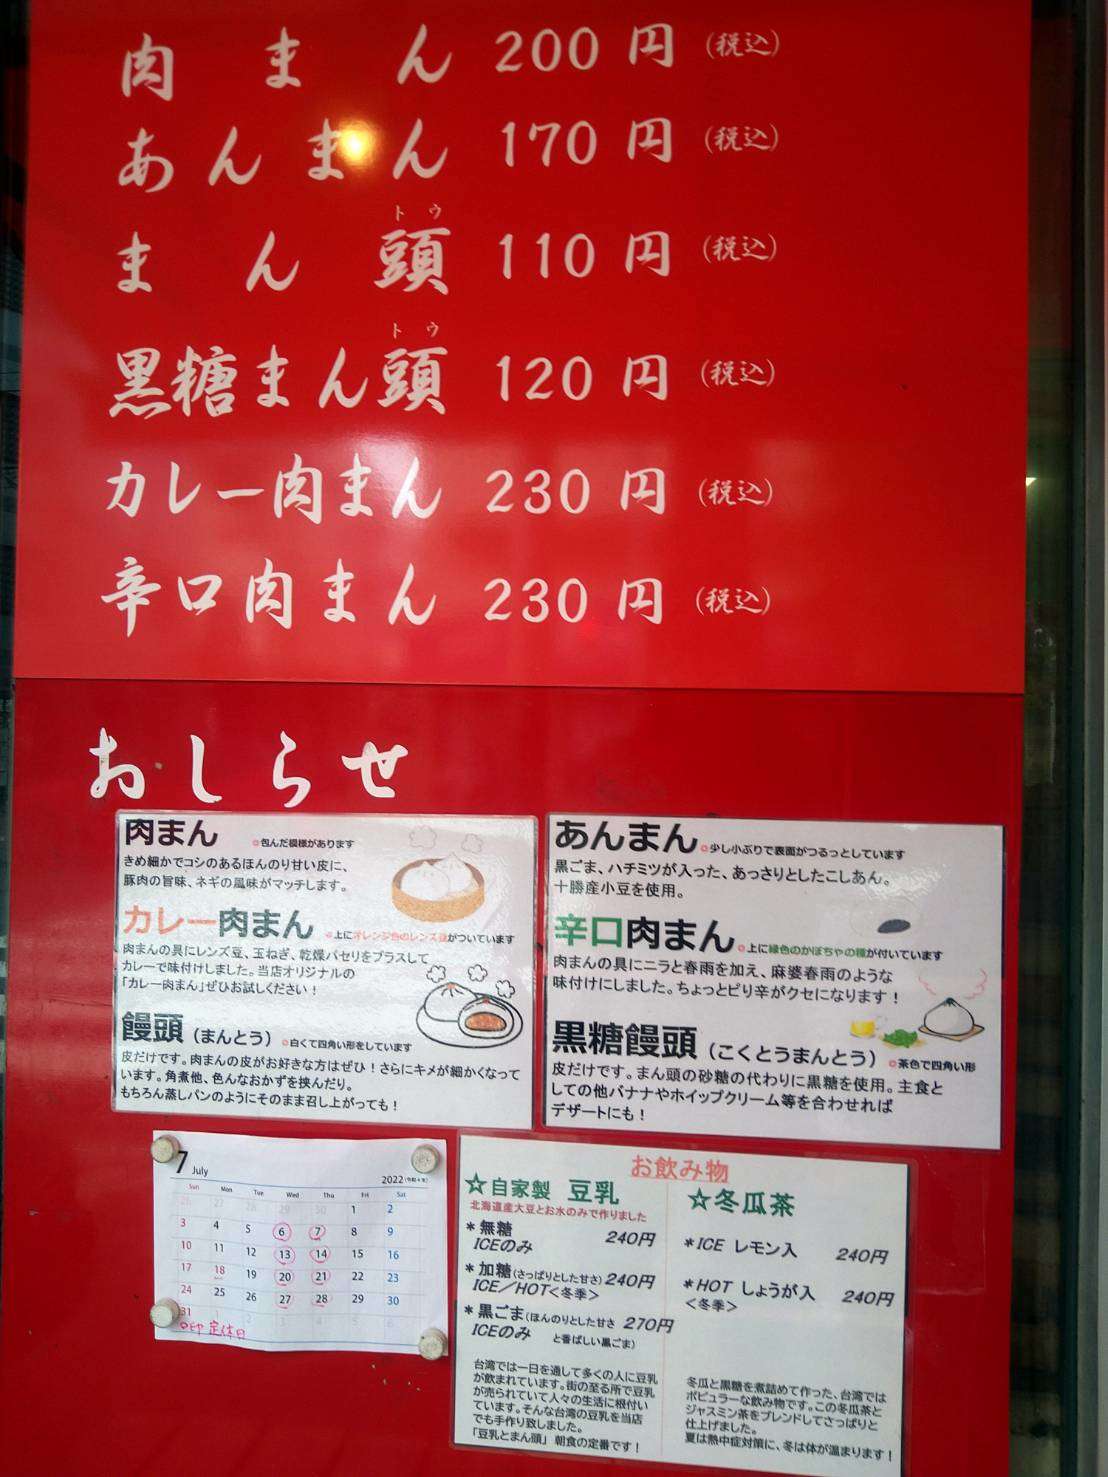 肉まん 200円 (税込)
あんまん 170円 (税込)
トウ
まん頭 110円 (税込)
トウ
黒糖まん頭 120円 (税込)
カレー肉まん 230円 (税込)
辛口肉まん 230円 (税込)
おしらせ
肉まん ◦包んだ模様があります
きめ細かでコシのあるほんのり甘い皮に、
豚肉の旨味、ネギの風味がマッチします。
カレー肉まん ◦上にオレンジ色のレンズ豆がついています
肉まんの具にレンズ豆、玉ねぎ、乾燥パセリをプラスして
カレーで味付けしました。当店オリジナルの
「カレー肉まん」ぜひお試しください！
饅頭（まんとう） ◦白くて四角い形をしています
皮だけです。肉まんの皮がお好きな方はぜひ！さらにキメが細かくなって
います。角煮他、色んなおかずを挟んだり。
もちろん蒸しパンのようにそのまま召し上がっても！
あんまん ◦少し小ぶりで表面がつるっとしています
黒ごま、ハチミツが入った、あっさりとしたこしあん。
十勝産小豆を使用。
辛口肉まん ◦上に緑色のかぼちゃの種が付いています
肉まんの具にニラと春雨を加え、麻婆春雨のような
味付けにしました。ちょっとピリ辛がクセになります！
黒糖饅頭（こくとうまんとう） ◦茶色で四角い形
皮だけです。まん頭の砂糖の代わりに黒糖を使用。主食と
しての他バナナやホイップクリーム等を合わせれば
デザートにも！
7 July
2022 (令和4年)
Sun Mon Tue Wed Thu Fri Sat
26 27 28 29 30 1 2
3 4 5 6 7 8 9
10 11 12 13 14 15 16
17 18 19 20 21 22 23
24 25 26 27 28 29 30
31 1 2 3 4 5 6
○印 定休日
お飲み物
☆自家製 豆乳
北海道産大豆とお水のみで作りました
＊無糖 240円
ICEのみ
＊加糖（さっぱりとした甘さ）240円
ICE／HOT＜冬季＞
＊黒ごま（ほんのりとした甘さ 270円
ICEのみ と香ばしい黒ごま）
台湾では一日を通して多くの人に豆乳
が飲まれています。街の至る所で豆乳
が売られていて人々の生活に根付い
ています。そんな台湾の豆乳を当店
でも手作り致しました。
「豆乳とまん頭」 朝食の定番です！
☆冬瓜茶
＊ICE レモン入 240円
＊HOT しょうが入 240円
＜冬季＞
冬瓜と黒糖を煮詰めて作った、台湾では
ポピュラーな飲み物です。この冬瓜茶と
ジャスミン茶をブレンドしてさっぱりと
仕上げました。
夏は熱中症対策に、冬は体が温まります！